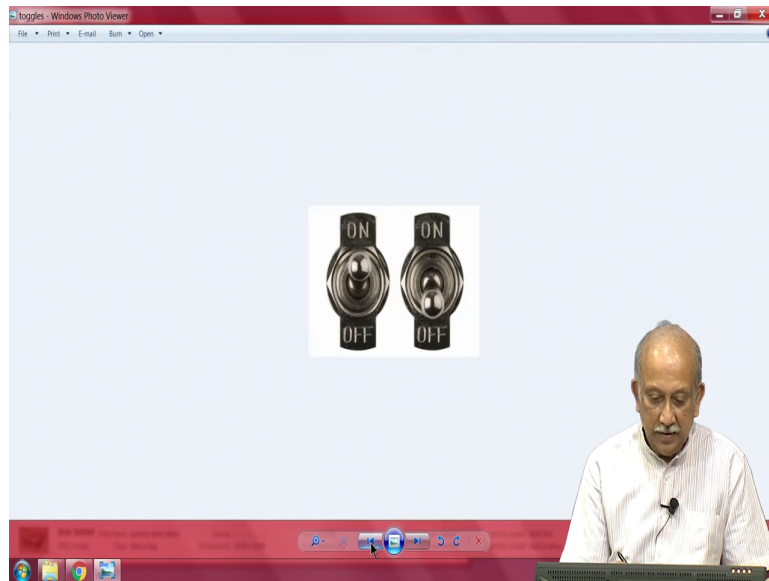 toggles - Windows Photo Viewer
File Print E-mail Burn Open
ON ON
OFF OFF